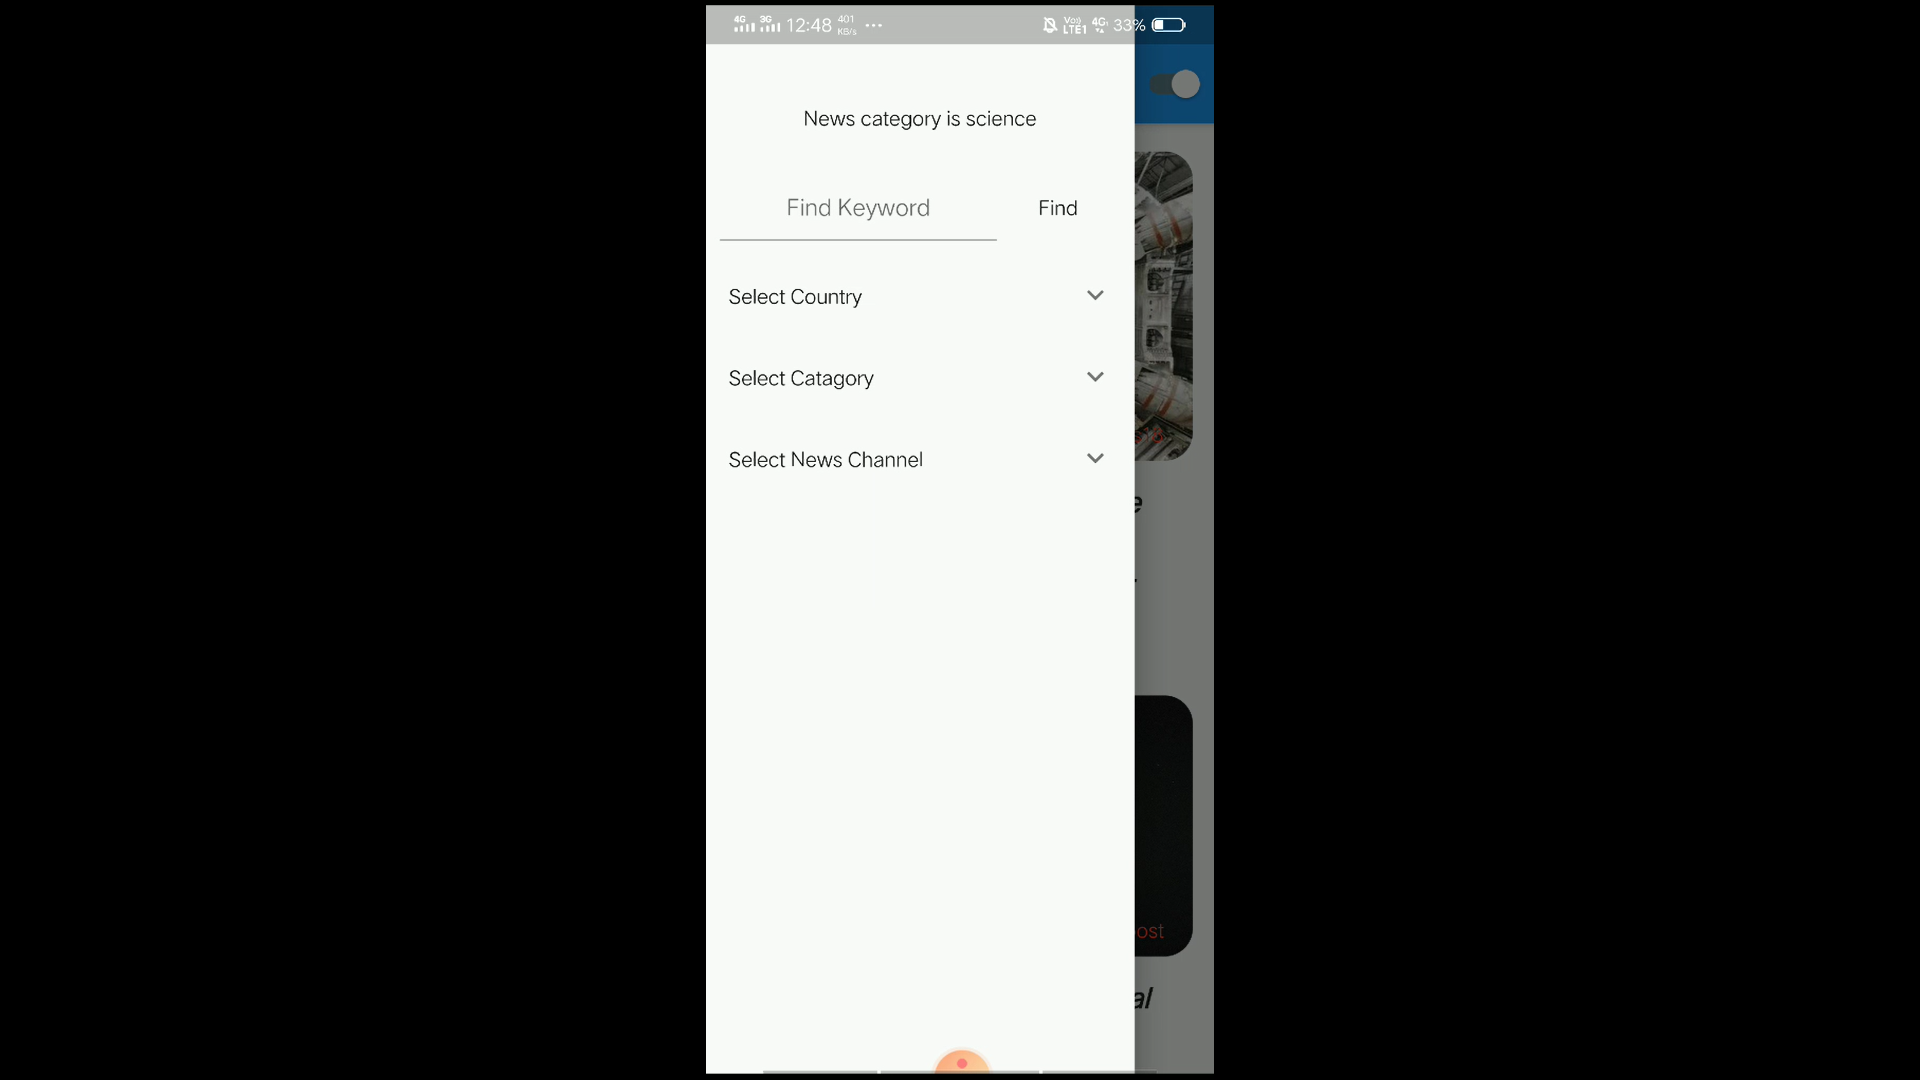 4G 3G 12:48 401 KB/s ... Vo)) LTE1 4G 33%
News category is science
Find Keyword Find
Select Country
Select Catagory
Select News Channel
e
ost
al